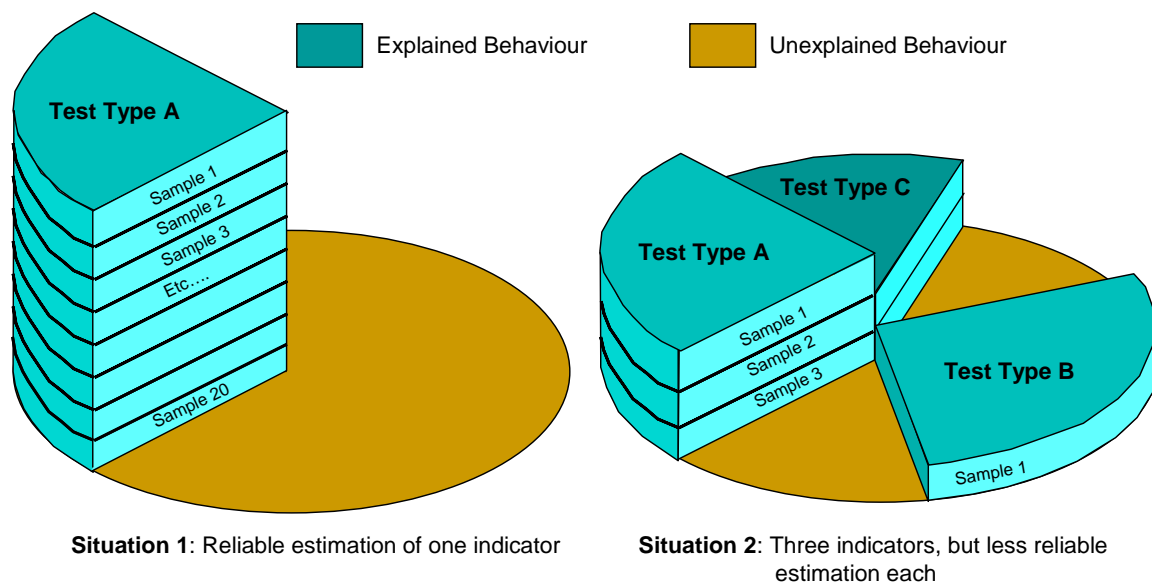 Explained Behaviour
Unexplained Behaviour
Test Type A
Sample 1
Sample 2
Sample 3
Etc....
Sample 20
Test Type C
Test Type A
Sample 1
Sample 2
Sample 3
Test Type B
Sample 1
Situation 1: Reliable estimation of one indicator
Situation 2: Three indicators, but less reliable
estimation each